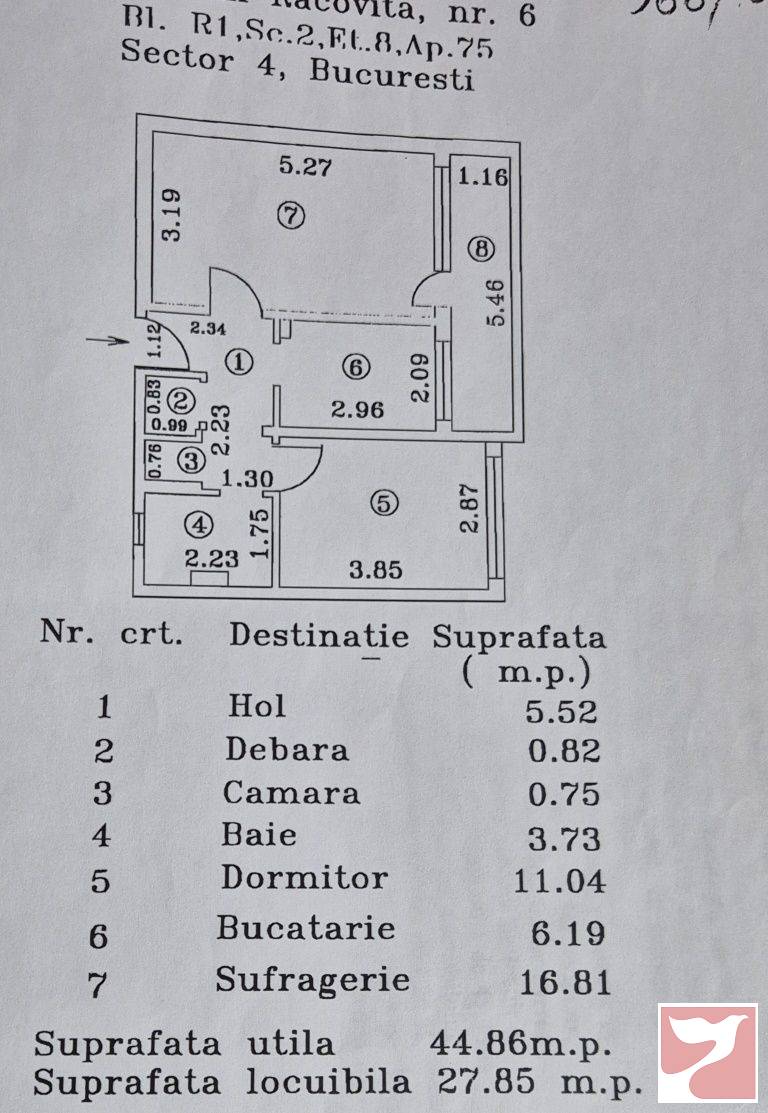 Racovita, nr. 6
Bl. R1,Sc.2,Et.8,Ap.75
Sector 4, Bucuresti
5.27
1.16
3.19
7
8
5.46
2.34
1.12
1
6
2.09
2.96
0.83
2
0.99
2.23
0.76
3
1.30
5
2.87
4
1.75
2.23
3.85
Nr. crt. Destinatie Suprafata
( m.p.)
1 Hol 5.52
2 Debara 0.82
3 Camara 0.75
4 Baie 3.73
5 Dormitor 11.04
6 Bucatarie 6.19
7 Sufragerie 16.81
Suprafata utila 44.86m.p.
Suprafata locuibila 27.85 m.p.